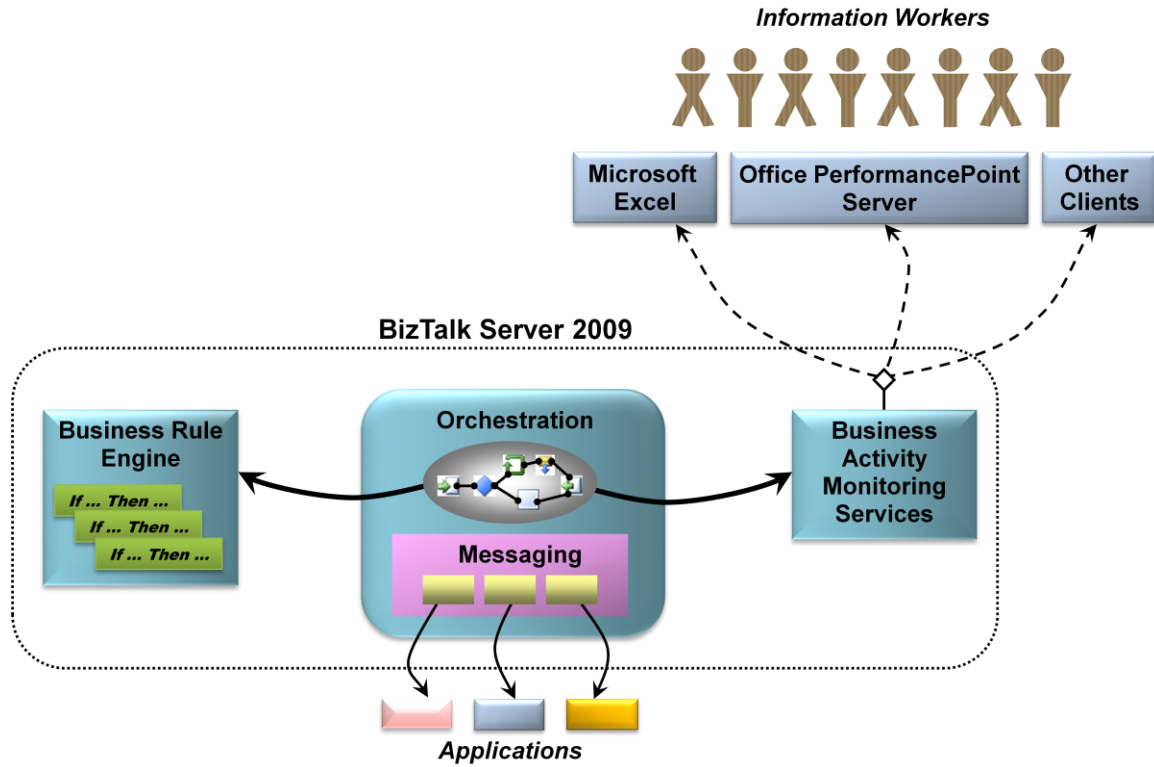 Information Workers
Microsoft
Excel
Office PerformancePoint
Server
Other
Clients
BizTalk Server 2009
Business Rule
Engine
If ... Then ...
If ... Then ...
If ... Then ...
Orchestration
Messaging
Business
Activity
Monitoring
Services
Applications